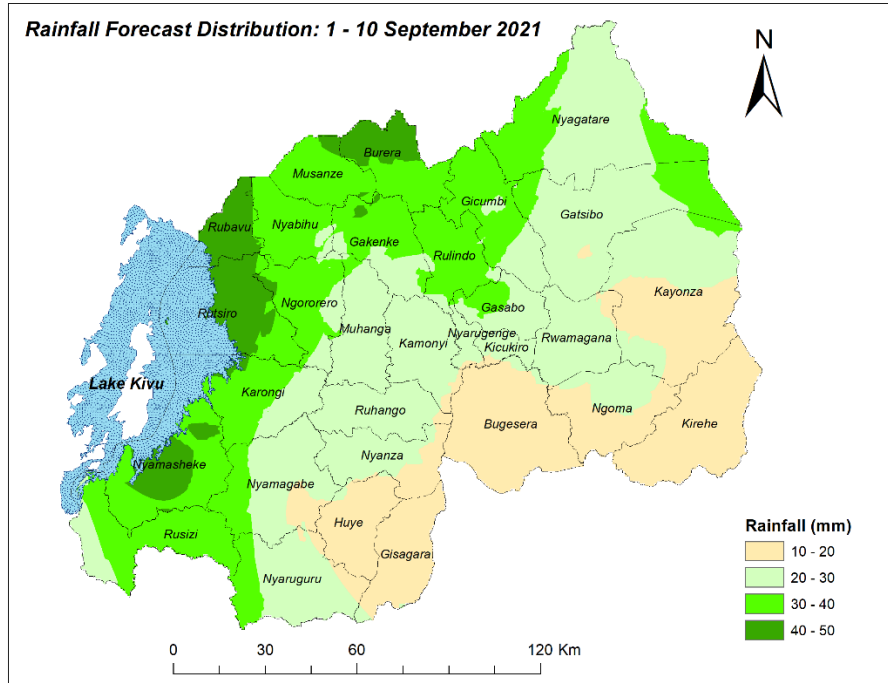 Rainfall Forecast Distribution: 1 - 10 September 2021
N
Nyagatare
Burera
Musanze
Gicumbi
Gatsibo
Rubavu
Nyabihu
Gakenke
Rulindo
Kayonza
Rutsiro
Ngororero
Gasabo
Muhanga
Kamonyi
Nyarugenge
Kicukiro
Rwamagana
Lake Kivu
Karongi
Ruhango
Bugesera
Ngoma
Kirehe
Nyamasheke
Nyamagabe
Nyanza
Rusizi
Huye
Gisagara
Nyaruguru
Rainfall (mm)
10 - 20
20 - 30
30 - 40
40 - 50
0 30 60 120 Km